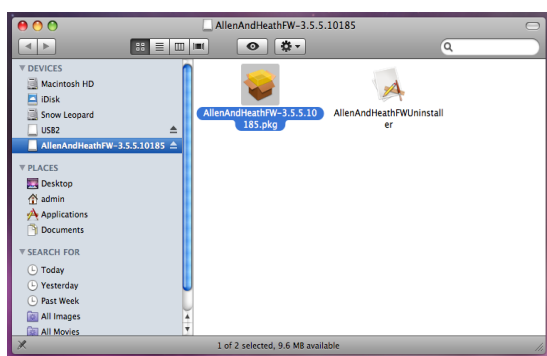 AllenAndHeathFW-3.5.5.10185
DEVICES
Macintosh HD
iDisk
Snow Leopard
USB2
AllenAndHeathFW-3.5.5.10185
PLACES
Desktop
admin
Applications
Documents
SEARCH FOR
Today
Yesterday
Past Week
All Images
All Movies
AllenAndHeathFW-3.5.5.10
185.pkg
AllenAndHeathFWUninstall
er
1 of 2 selected, 9.6 MB available